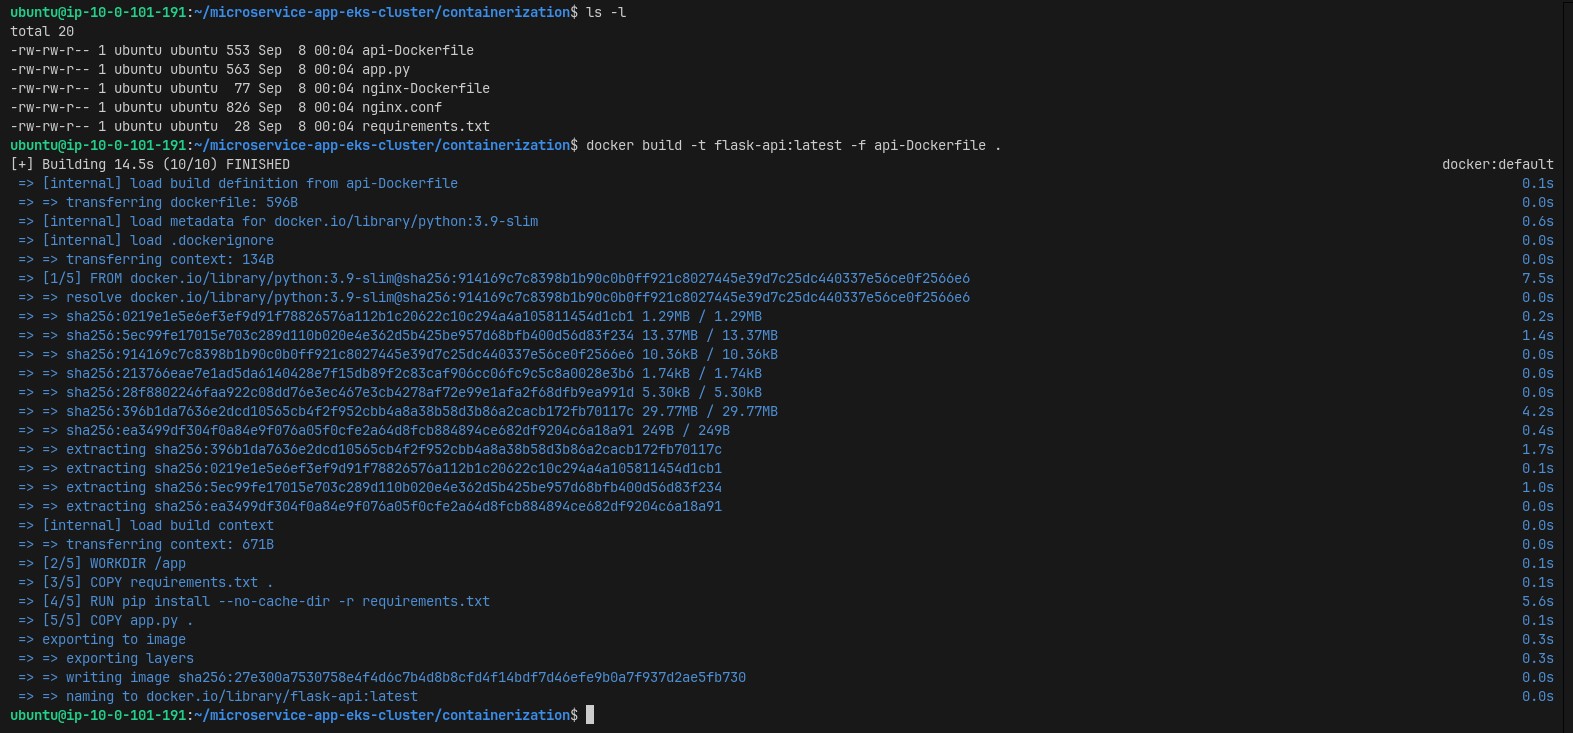 ubuntu@ip-10-0-101-191:~/microservice-app-eks-cluster/containerization$ ls -l
total 20
-rw-rw-r-- 1 ubuntu ubuntu 553 Sep  8 00:04 api-Dockerfile
-rw-rw-r-- 1 ubuntu ubuntu 563 Sep  8 00:04 app.py
-rw-rw-r-- 1 ubuntu ubuntu  77 Sep  8 00:04 nginx-Dockerfile
-rw-rw-r-- 1 ubuntu ubuntu 826 Sep  8 00:04 nginx.conf
-rw-rw-r-- 1 ubuntu ubuntu  28 Sep  8 00:04 requirements.txt
ubuntu@ip-10-0-101-191:~/microservice-app-eks-cluster/containerization$ docker build -t flask-api:latest -f api-Dockerfile .
[+] Building 14.5s (10/10) FINISHED docker:default
=> [internal] load build definition from api-Dockerfile 0.1s
=> => transferring dockerfile: 596B 0.0s
=> [internal] load metadata for docker.io/library/python:3.9-slim 0.6s
=> [internal] load .dockerignore 0.0s
=> => transferring context: 134B 0.0s
=> [1/5] FROM docker.io/library/python:3.9-slim@sha256:914169c7c8398b1b90c0b0ff921c8027445e39d7c25dc440337e56ce0f2566e6 7.5s
=> => resolve docker.io/library/python:3.9-slim@sha256:914169c7c8398b1b90c0b0ff921c8027445e39d7c25dc440337e56ce0f2566e6 0.0s
=> => sha256:0219e1e5e6ef3ef9d91f78826576a112b1c20622c10c294a4a105811454d1cb1 1.29MB / 1.29MB 0.2s
=> => sha256:5ec99fe17015e703c289d110b020e4e362d5b425be957d68bfb400d56d83f234 13.37MB / 13.37MB 1.4s
=> => sha256:914169c7c8398b1b90c0b0ff921c8027445e39d7c25dc440337e56ce0f2566e6 10.36kB / 10.36kB 0.0s
=> => sha256:213766eae7e1ad5da6140428e7f15db89f2c83caf906cc06fc9c5c8a0028e3b6 1.74kB / 1.74kB 0.0s
=> => sha256:28f8802246faa922c08dd76e3ec467e3cb4278af72e99e1afa2f68dfb9ea991d 5.30kB / 5.30kB 0.0s
=> => sha256:396b1da7636e2dcd10565cb4f2f952cbb4a8a38b58d3b86a2cacb172fb70117c 29.77MB / 29.77MB 4.2s
=> => sha256:ea3499df304f0a84e9f076a05f0cfe2a64d8fcb884894ce682df9204c6a18a91 249B / 249B 0.4s
=> => extracting sha256:396b1da7636e2dcd10565cb4f2f952cbb4a8a38b58d3b86a2cacb172fb70117c 1.7s
=> => extracting sha256:0219e1e5e6ef3ef9d91f78826576a112b1c20622c10c294a4a105811454d1cb1 0.1s
=> => extracting sha256:5ec99fe17015e703c289d110b020e4e362d5b425be957d68bfb400d56d83f234 1.0s
=> => extracting sha256:ea3499df304f0a84e9f076a05f0cfe2a64d8fcb884894ce682df9204c6a18a91 0.0s
=> [internal] load build context 0.0s
=> => transferring context: 671B 0.0s
=> [2/5] WORKDIR /app 0.1s
=> [3/5] COPY requirements.txt . 0.1s
=> [4/5] RUN pip install --no-cache-dir -r requirements.txt 5.6s
=> [5/5] COPY app.py . 0.1s
=> exporting to image 0.3s
=> => exporting layers 0.3s
=> => writing image sha256:27e300a7530758e4f4d6c7b4d8b8cfd4f14bdf7d46efe9b0a7f937d2ae5fb730 0.0s
=> => naming to docker.io/library/flask-api:latest 0.0s
ubuntu@ip-10-0-101-191:~/microservice-app-eks-cluster/containerization$